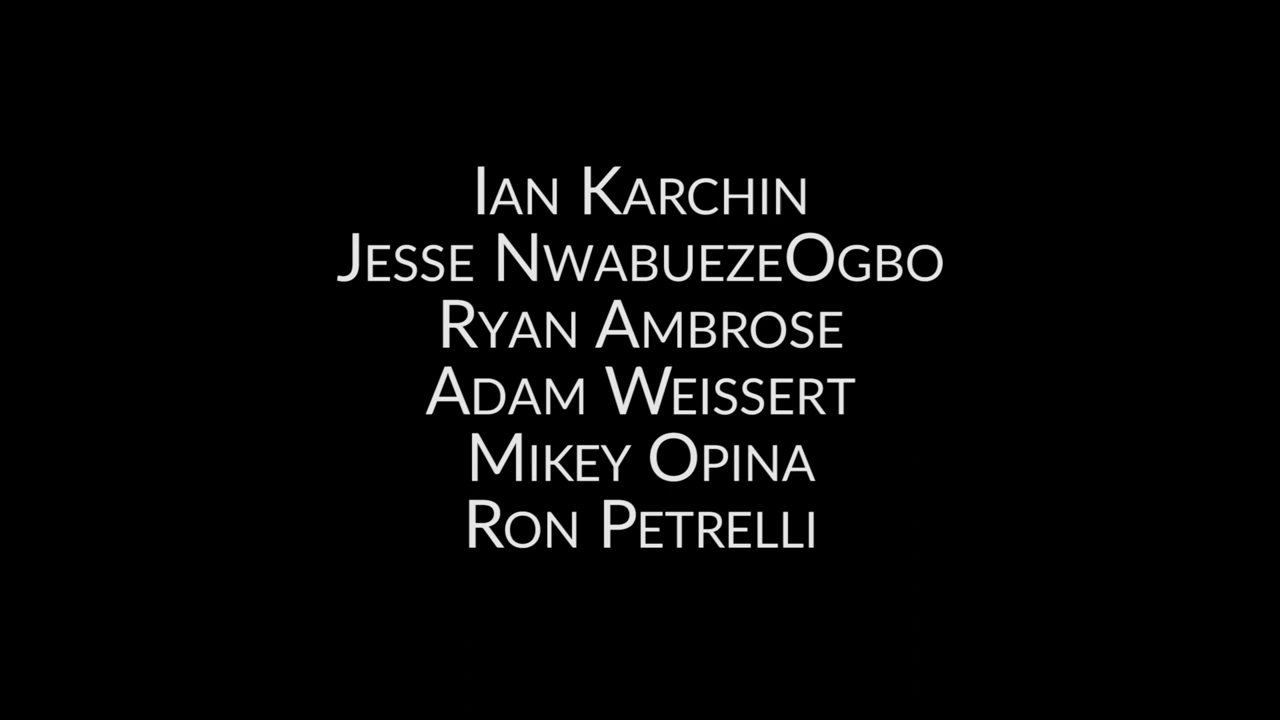 Ian Karchin
Jesse NwabuezeOgbo
Ryan Ambrose
Adam Weissert
Mikey Opina
Ron Petrelli